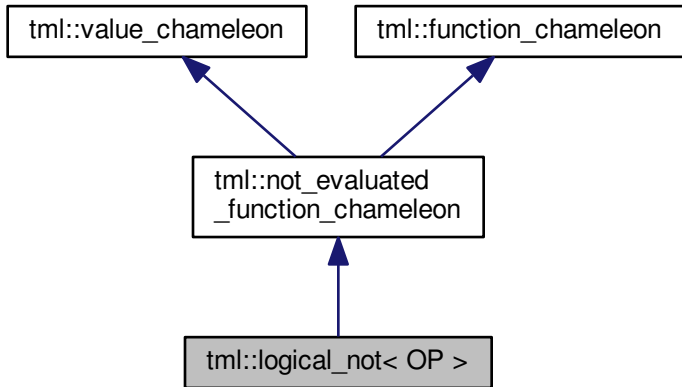 tml::value_chameleon
tml::function_chameleon
tml::not_evaluated
_function_chameleon
tml::logical_not< OP >